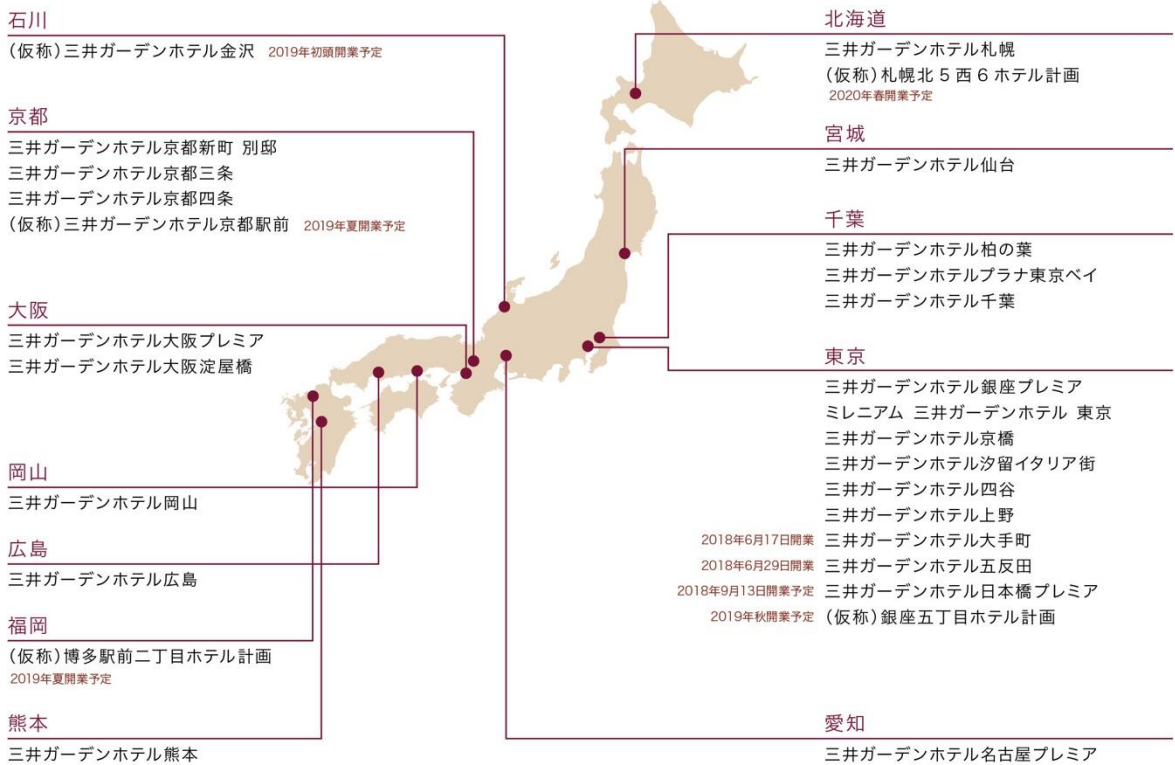 石川
(仮称)三井ガーデンホテル金沢 2019年初頭開業予定
京都
三井ガーデンホテル京都新町 別邸
三井ガーデンホテル京都三条
三井ガーデンホテル京都四条
(仮称)三井ガーデンホテル京都駅前 2019年夏開業予定
大阪
三井ガーデンホテル大阪プレミア
三井ガーデンホテル大阪淀屋橋
岡山
三井ガーデンホテル岡山
広島
三井ガーデンホテル広島
福岡
(仮称)博多駅前二丁目ホテル計画
2019年夏開業予定
熊本
三井ガーデンホテル熊本
北海道
三井ガーデンホテル札幌
(仮称)札幌北5西6ホテル計画
2020年春開業予定
宮城
三井ガーデンホテル仙台
千葉
三井ガーデンホテル柏の葉
三井ガーデンホテルプラナ東京ベイ
三井ガーデンホテル千葉
東京
三井ガーデンホテル銀座プレミア
ミレニアム 三井ガーデンホテル 東京
三井ガーデンホテル京橋
三井ガーデンホテル汐留イタリア街
三井ガーデンホテル四谷
三井ガーデンホテル上野
2018年6月17日開業 三井ガーデンホテル大手町
2018年6月29日開業 三井ガーデンホテル五反田
2018年9月13日開業予定 三井ガーデンホテル日本橋プレミア
2019年秋開業予定 (仮称)銀座五丁目ホテル計画
愛知
三井ガーデンホテル名古屋プレミア